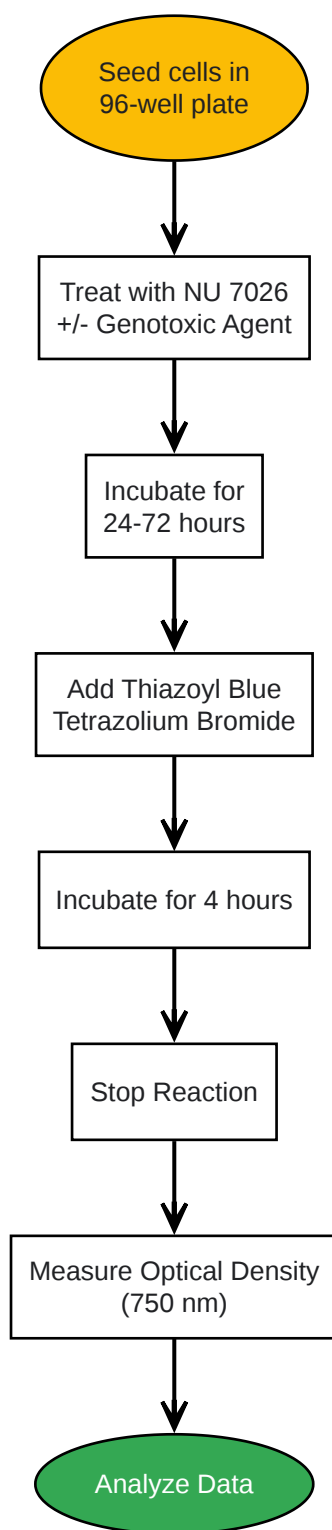 Seed cells in
96-well plate
Treat with NU 7026
+/- Genotoxic Agent
Incubate for
24-72 hours
Add Thiazoyl Blue
Tetrazolium Bromide
Incubate for 4 hours
Stop Reaction
Measure Optical Density
(750 nm)
Analyze Data